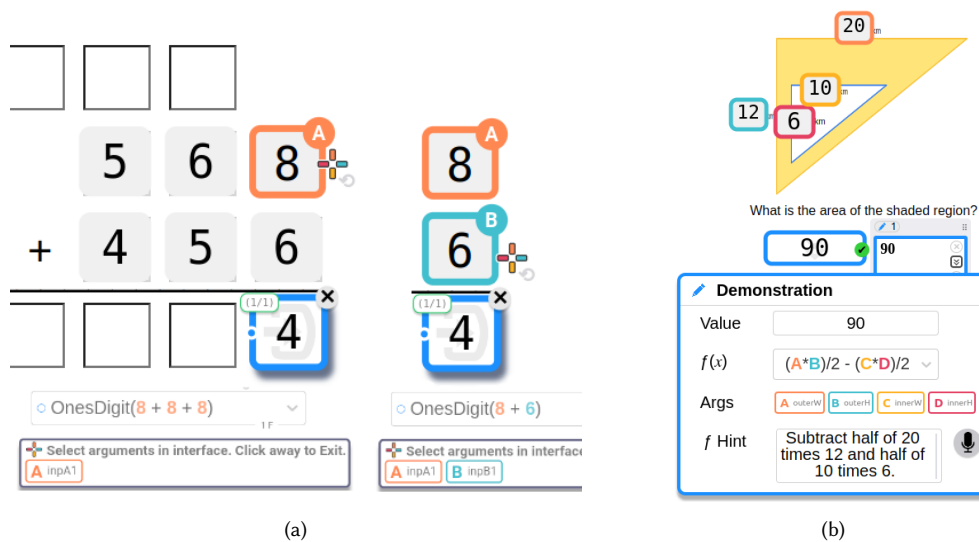 5 6 8 A
+ 4 5 6
(1/1) 4
OnesDigit(8 + 8 + 8)
Select arguments in interface. Click away to Exit.
A inpA1
A
8
B
6
(1/1)
4
OnesDigit(8 + 6)
Select arguments in interface
A inpA1 B inpB1
(a)
20 km
10 km
12 6 km
What is the area of the shaded region?
1
90 90
Demonstration
Value 90
ƒ(x) (A*B)/2 - (C*D)/2
Args A outerW B outerH C innerW D innerH
ƒ Hint Subtract half of 20
times 12 and half of
10 times 6.
(b)